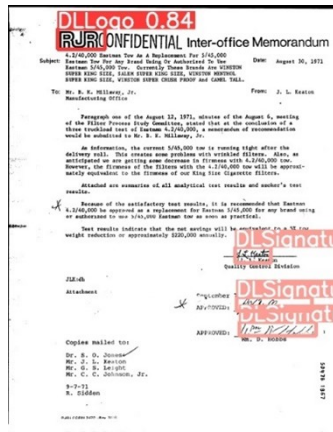 DLLogo 0.84
RJR CONFIDENTIAL Inter-office Memorandum
Subject: 4.2/40,000 Eastman Tow As A Replacement For 5/45,000
Eastman Tow For Any Brand Using Or Authorized To Use
Eastman 5/45,000 Tow. Currently These Brands Are WINSTON
SUPER KING SIZE, SALEM SUPER KING SIZE, WINSTON MENTHOL
SUPER KING SIZE, WINSTON SUPER CRUSH PROOF And CAMEL TALL.
Date: August 30, 1971
To: Mr. B. E. Millaway, Jr.
Manufacturing Office
From: J. L. Keaton
Paragraph one of the August 12, 1971, minutes of the August 6, meeting
of the Filter Process Study Committee, stated that at the conclusion of a
three truckload test of Eastman 4.2/40,000, a memorandum of recommendation
would be submitted to Mr. B. E. Millaway, Jr.
As information, the current 5/45,000 tow is running tight after the
delivery roll. This creates some problems with wrinkled filters. Also, as
anticipated we are getting some decrease in firmness with 4.2/40,000 tow.
However, the firmness of the filters with the 4.2/40,000 tow will be approxi-
mately equivalent to the firmness of our King Size Cigarette filters.
Attached are summaries of all analytical test results and smoker's test
results.
Because of the satisfactory test results, it is recommended that Eastman
4.2/40,000 be approved as a replacement for Eastman 5/45,000 for any brand using
or authorized to use 5/45,000 Eastman tow as soon as practical.
Test results indicate that the net savings will be equivalent to a 5% tow
weight reduction or approximately $220,000 annually.
DLSignatu
J. L. Keaton
Quality Control Division
JLK:dh
Attachment
September
DLSignat
APPROVED:
DLSignatu
APPROVED:
Wm. D. Hobbs
Copies mailed to:
Dr. S. O. Jones
Mr. J. L. Keaton
Mr. G. S. Leight
Mr. C. C. Johnson, Jr.
9-7-71
R. Sidden